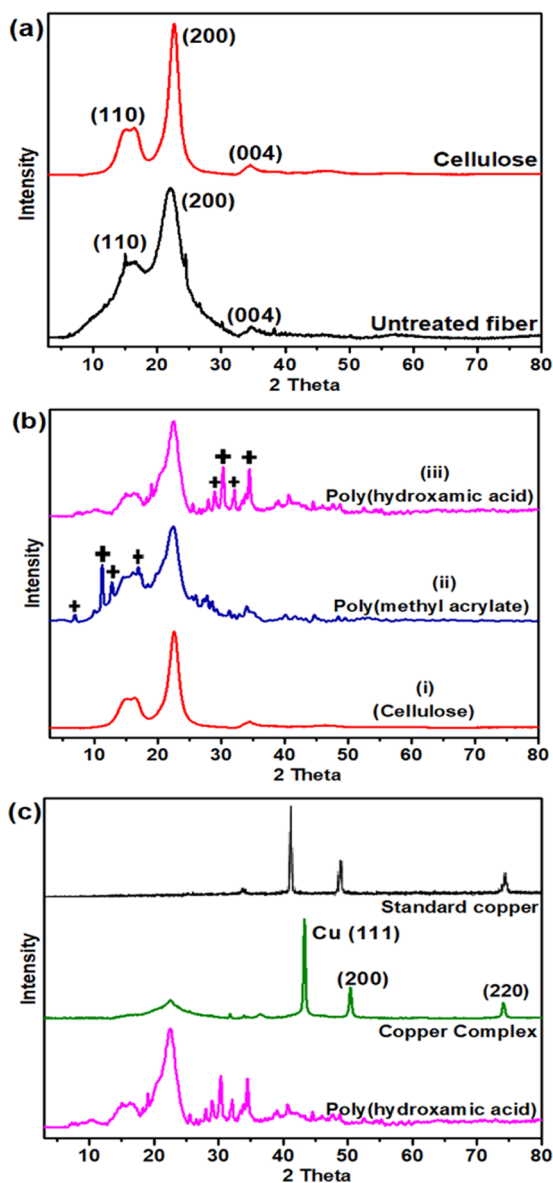 (a)
(200)
(110)
(004)
Cellulose
(200)
(110)
(004)
Untreated fiber
Intensity
10 20 30 40 50 60 70 80
2 Theta
(b)
+ + + +
(iii)
Poly(hydroxamic acid)
+ + + +
(ii)
Poly(methyl acrylate)
(i)
(Cellulose)
Intensity
10 20 30 40 50 60 70 80
2 Theta
(c)
Standard copper
Cu (111)
(200)
(220)
Copper Complex
Poly(hydroxamic acid)
Intensity
10 20 30 40 50 60 70 80
2 Theta